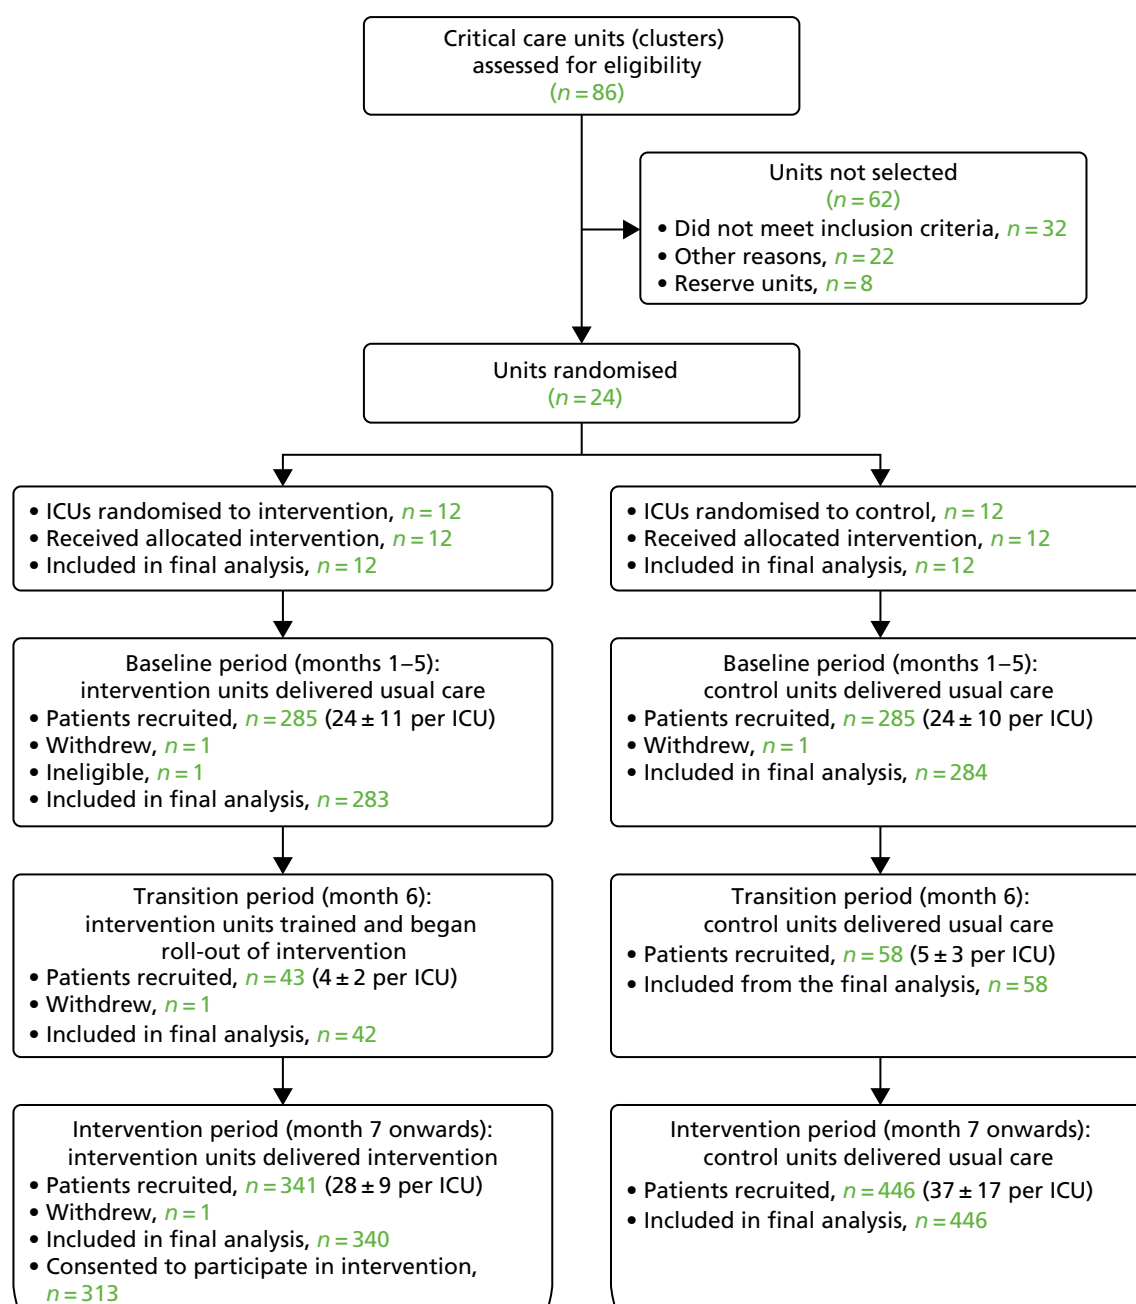 Critical care units (clusters)
assessed for eligibility
(n = 86)
Units not selected
(n = 62)
• Did not meet inclusion criteria, n = 32
• Other reasons, n = 22
• Reserve units, n = 8
Units randomised
(n = 24)
• ICUs randomised to intervention, n = 12
• Received allocated intervention, n = 12
• Included in final analysis, n = 12
• ICUs randomised to control, n = 12
• Received allocated intervention, n = 12
• Included in final analysis, n = 12
Baseline period (months 1–5):
intervention units delivered usual care
• Patients recruited, n = 285 (24 ± 11 per ICU)
• Withdrew, n = 1
• Ineligible, n = 1
• Included in final analysis, n = 283
Baseline period (months 1–5):
control units delivered usual care
• Patients recruited, n = 285 (24 ± 10 per ICU)
• Withdrew, n = 1
• Included in final analysis, n = 284
Transition period (month 6):
intervention units trained and began
roll-out of intervention
• Patients recruited, n = 43 (4 ± 2 per ICU)
• Withdrew, n = 1
• Included in final analysis, n = 42
Transition period (month 6):
control units delivered usual care
• Patients recruited, n = 58 (5 ± 3 per ICU)
• Included from the final analysis, n = 58
Intervention period (month 7 onwards):
intervention units delivered intervention
• Patients recruited, n = 341 (28 ± 9 per ICU)
• Withdrew, n = 1
• Included in final analysis, n = 340
• Consented to participate in intervention,
n = 313
Intervention period (month 7 onwards):
control units delivered usual care
• Patients recruited, n = 446 (37 ± 17 per ICU)
• Included in final analysis, n = 446